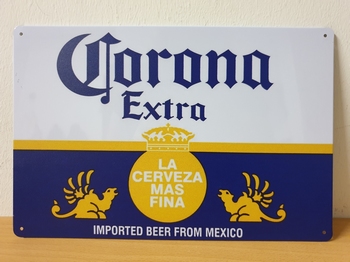 Corona
Extra
LA
CERVEZA
MAS
FINA
IMPORTED BEER FROM MEXICO